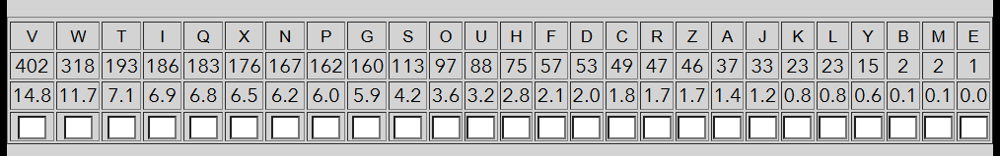 V W T I Q X N P G S O U H F D C R Z A J K L Y B M E
402 318 193 186 183 176 167 162 160 113 97 88 75 57 53 49 47 46 37 33 23 23 15 2 2 1
14.8 11.7 7.1 6.9 6.8 6.5 6.2 6.0 5.9 4.2 3.6 3.2 2.8 2.1 2.0 1.8 1.7 1.7 1.4 1.2 0.8 0.8 0.6 0.1 0.1 0.0